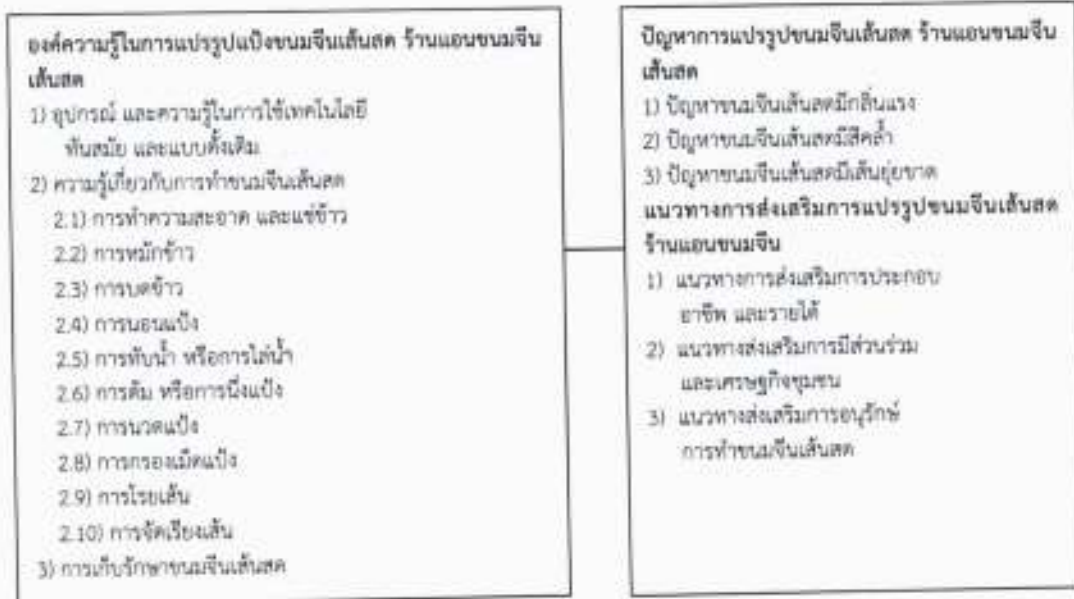 องค์ความรู้ในการแปรรูปแป้งขนมจีนเส้นสด ร้านแอนขนมจีน
เส้นสด
1) อุปกรณ์ และความรู้ในการใช้เทคโนโลยี
ทันสมัย และแบบดั้งเดิม
2) ความรู้เกี่ยวกับการทำขนมจีนเส้นสด
2.1) การทำความสะอาด และแช่ข้าว
2.2) การหมักข้าว
2.3) การบดข้าว
2.4) การนอนแป้ง
2.5) การทับน้ำ หรือการไล่น้ำ
2.6) การต้ม หรือการนึ่งแป้ง
2.7) การนวดแป้ง
2.8) การกรองเม็ดแป้ง
2.9) การโรยเส้น
2.10) การจัดเรียงเส้น
3) การเก็บรักษาขนมจีนเส้นสด
ปัญหาการแปรรูปขนมจีนเส้นสด ร้านแอนขนมจีน
เส้นสด
1) ปัญหาขนมจีนเส้นสดมีกลิ่นแรง
2) ปัญหาขนมจีนเส้นสดมีสีคล้ำ
3) ปัญหาขนมจีนเส้นสดมีเส้นยุ่ยขาด
แนวทางการส่งเสริมการแปรรูปขนมจีนเส้นสด
ร้านแอนขนมจีน
1) แนวทางการส่งเสริมการประกอบ
อาชีพ และรายได้
2) แนวทางส่งเสริมการมีส่วนร่วม
และเศรษฐกิจชุมชน
3) แนวทางส่งเสริมการอนุรักษ์
การทำขนมจีนเส้นสด